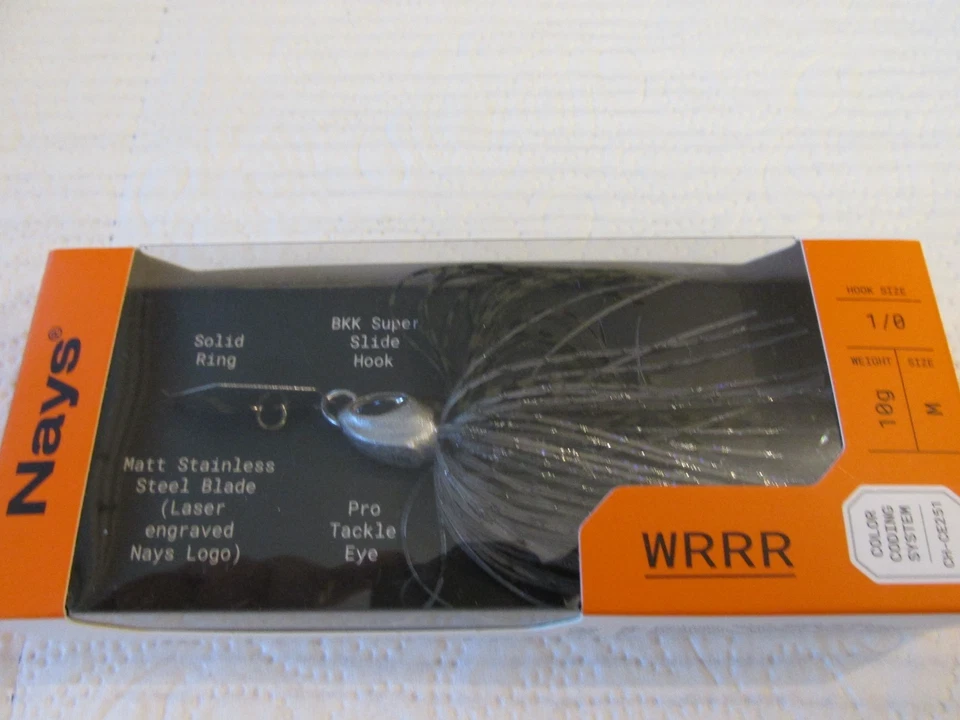 Nays®
Solid
Ring
BKK Super
Slide
Hook
Matt Stainless
Steel Blade
(Laser
engraved
Nays Logo)
Pro
Tackle
Eye
HOOK SIZE
1/0
WEIGHT
SIZE
10g
M
WRRR
COLOR
CODING
SYSTEM
CH-CE251